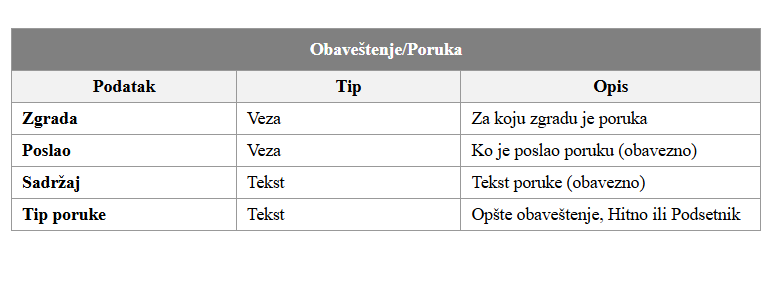 Obaveštenje/Poruka
Podatak Tip Opis
Zgrada Veza Za koju zgradu je poruka
Poslao Veza Ko je poslao poruku (obavezno)
Sadržaj Tekst Tekst poruke (obavezno)
Tip poruke Tekst Opšte obaveštenje, Hitno ili Podsetnik